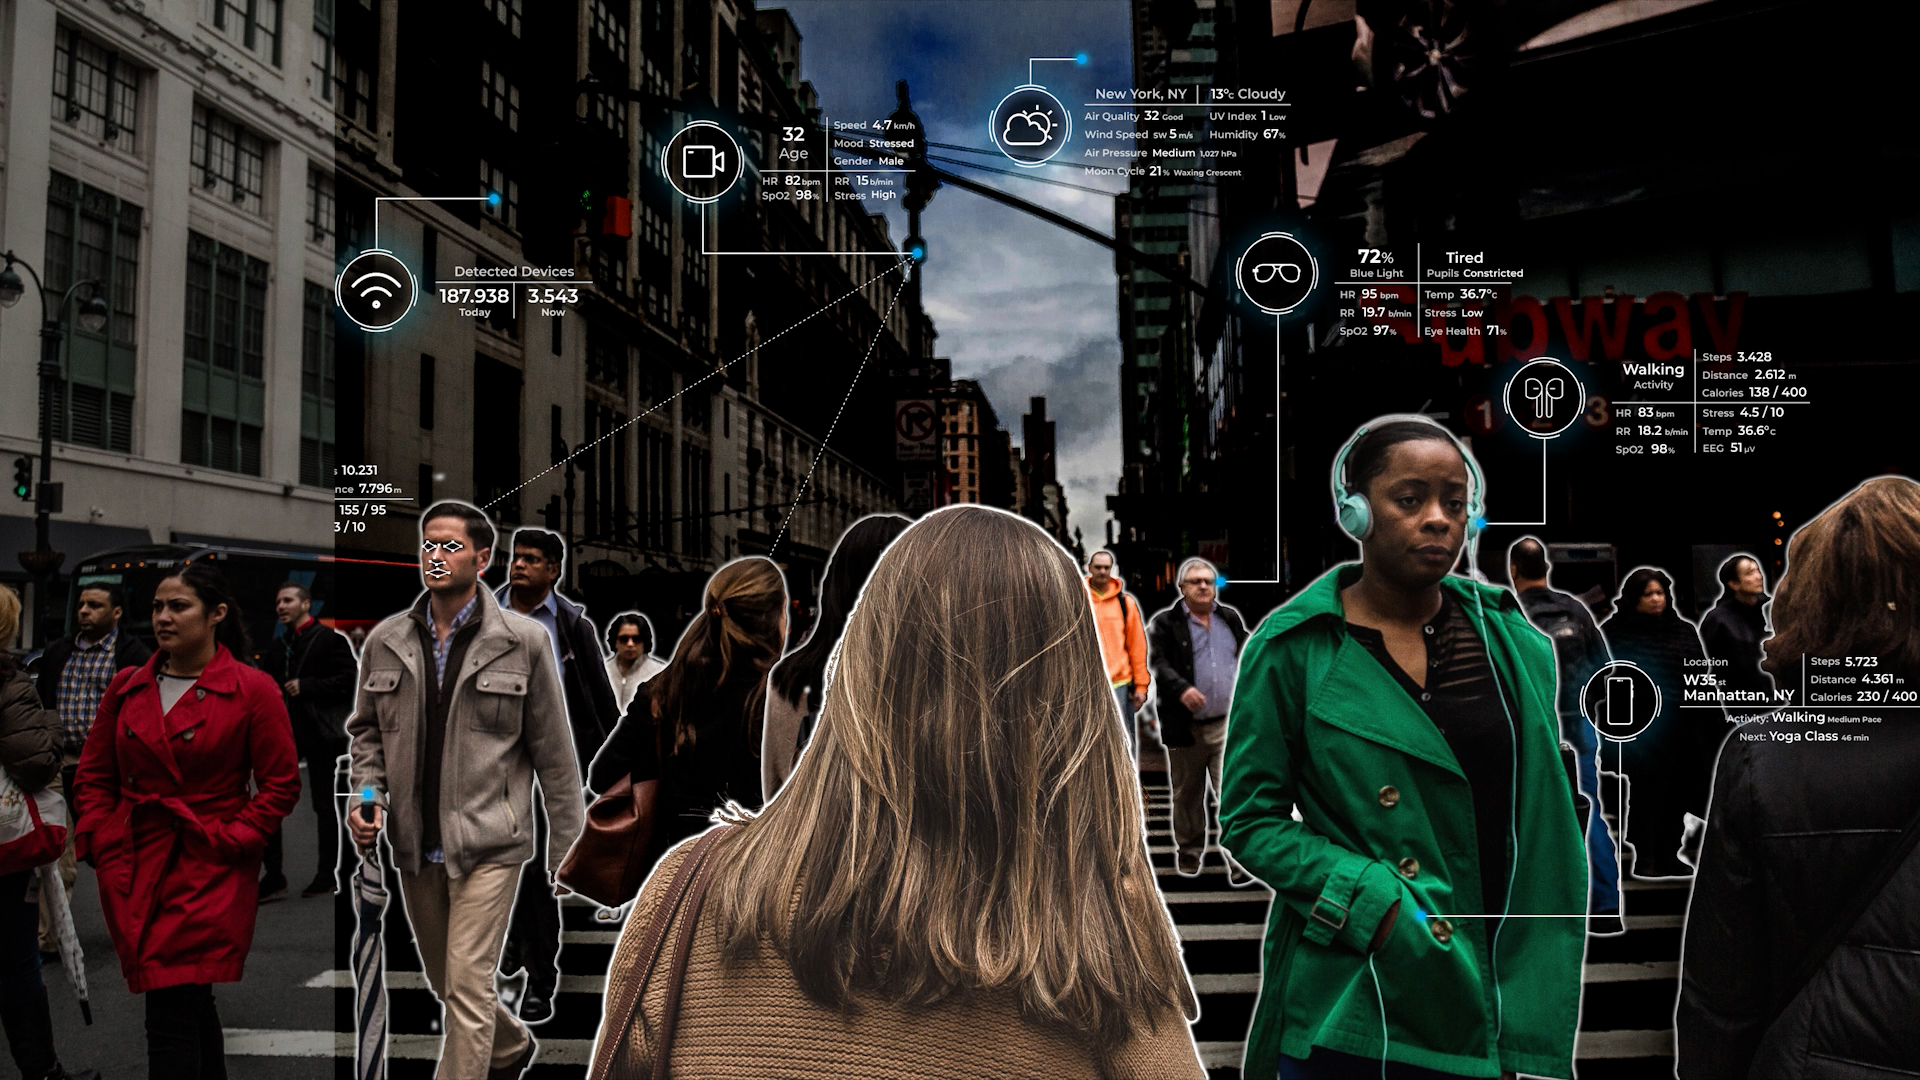 New York, NY | 13°c Cloudy
Air Quality 32 Good UV Index 1 Low
Wind Speed SW 5 m/s Humidity 67%
Air Pressure Medium 1,027 hPa
Moon Cycle 21% Waxing Crescent
32
Age
Speed 4.7 km/h
Mood Stressed
Gender Male
HR 82 bpm RR 15 b/min
SpO2 98% Stress High
Detected Devices
187.938 3.543
Today Now
72%
Blue Light
Tired
Pupils Constricted
HR 95 bpm Temp 36.7°c
RR 19.7 b/min Stress Low
SpO2 97% Eye Health 71%
Subway
1 2 3
Walking
Activity
Steps 3.428
Distance 2.612 m
Calories 138 / 400
HR 83 bpm Stress 4.5 / 10
RR 18.2 b/min Temp 36.6°c
SpO2 98% EEG 51 µV
s 10.231
nce 7.796 m
155 / 95
3 / 10
Location
W35 st
Manhattan, NY
Steps 5.723
Distance 4.361 m
Calories 230 / 400
Activity: Walking Medium Pace
Next: Yoga Class 46 min